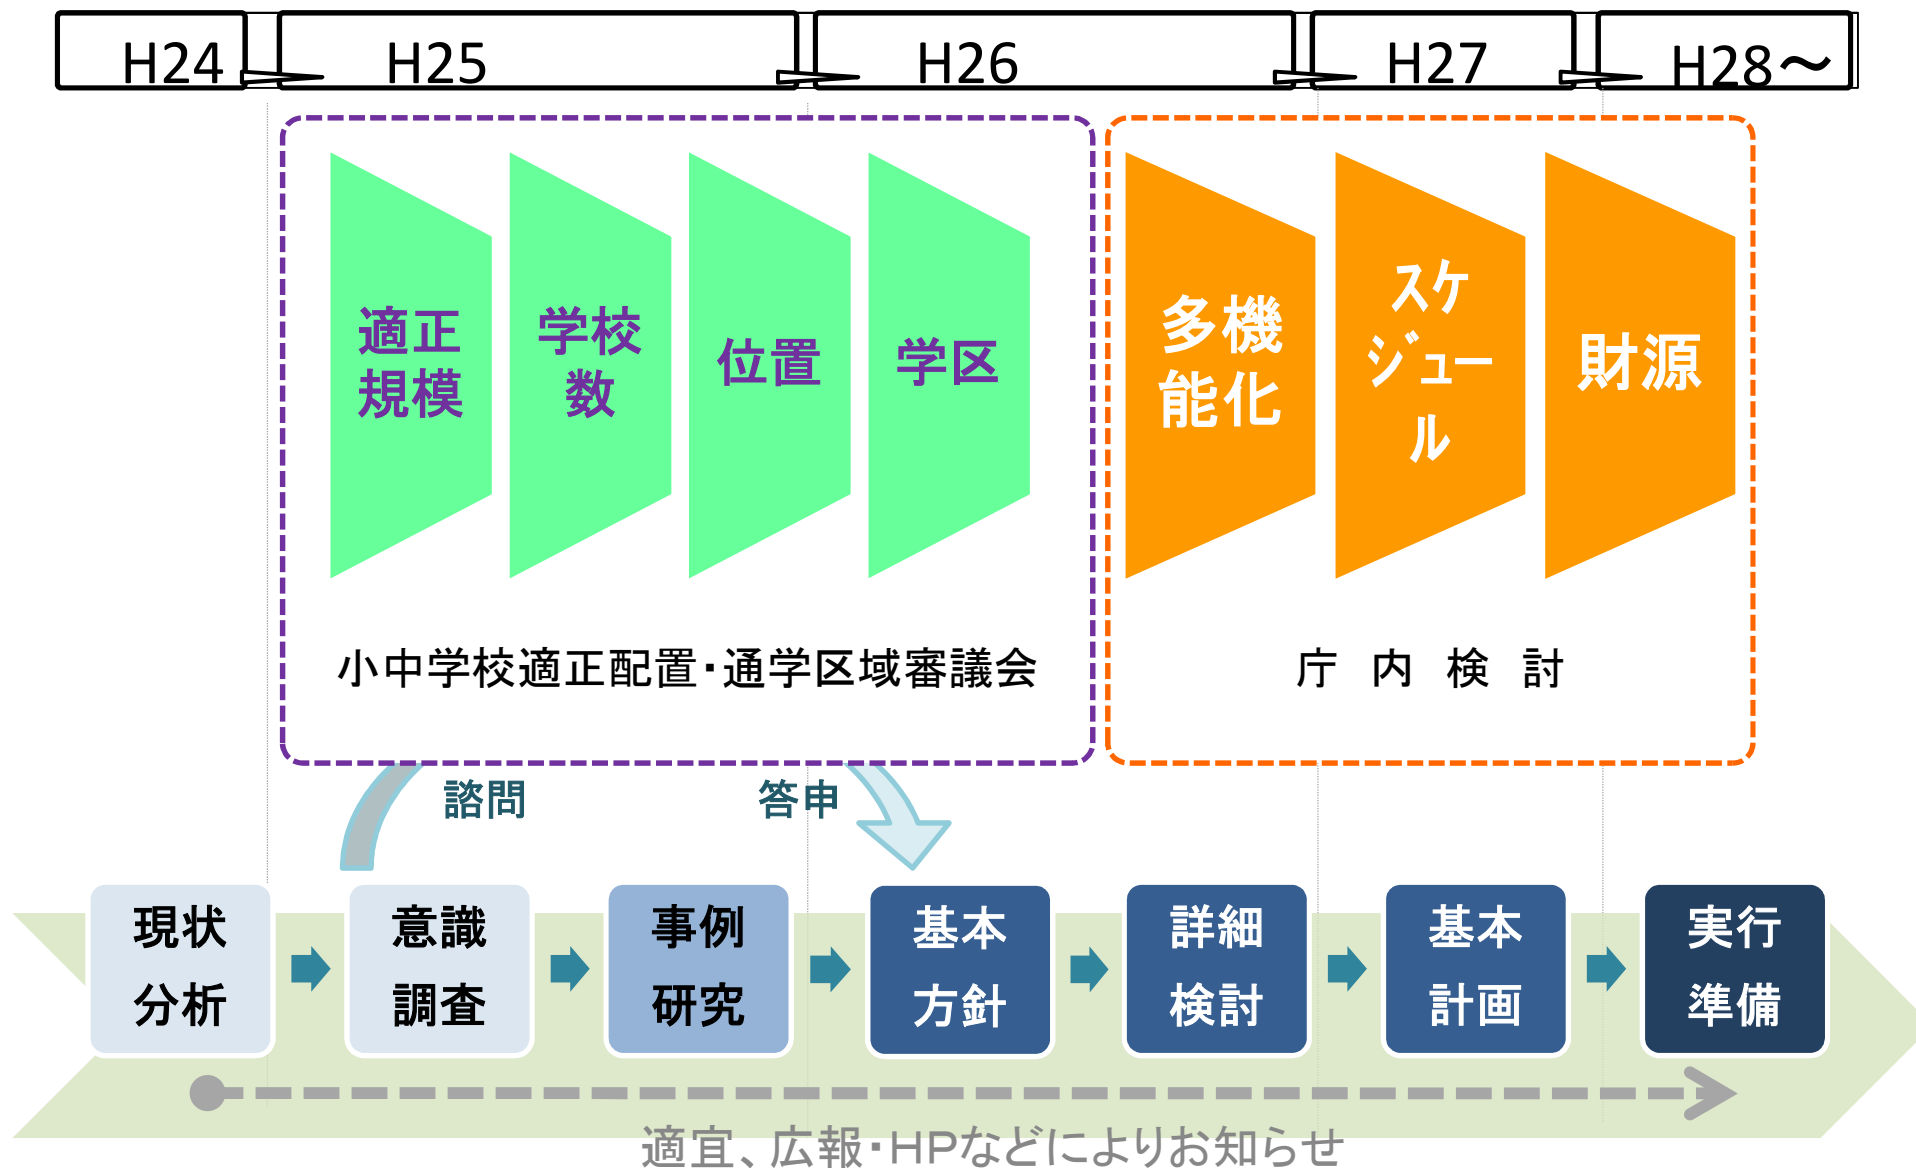 H24
H25
H26
H27
H28～
適正
規模
学校
数
位置
学区
多機
能化
ｽｹ
ｼﾞｭｰ
ﾙ
財源
小中学校適正配置・通学区域審議会
庁内検討
諮問
答申
現状
分析
意識
調査
事例
研究
基本
方針
詳細
検討
基本
計画
実行
準備
適宜、広報・HPなどによりお知らせ